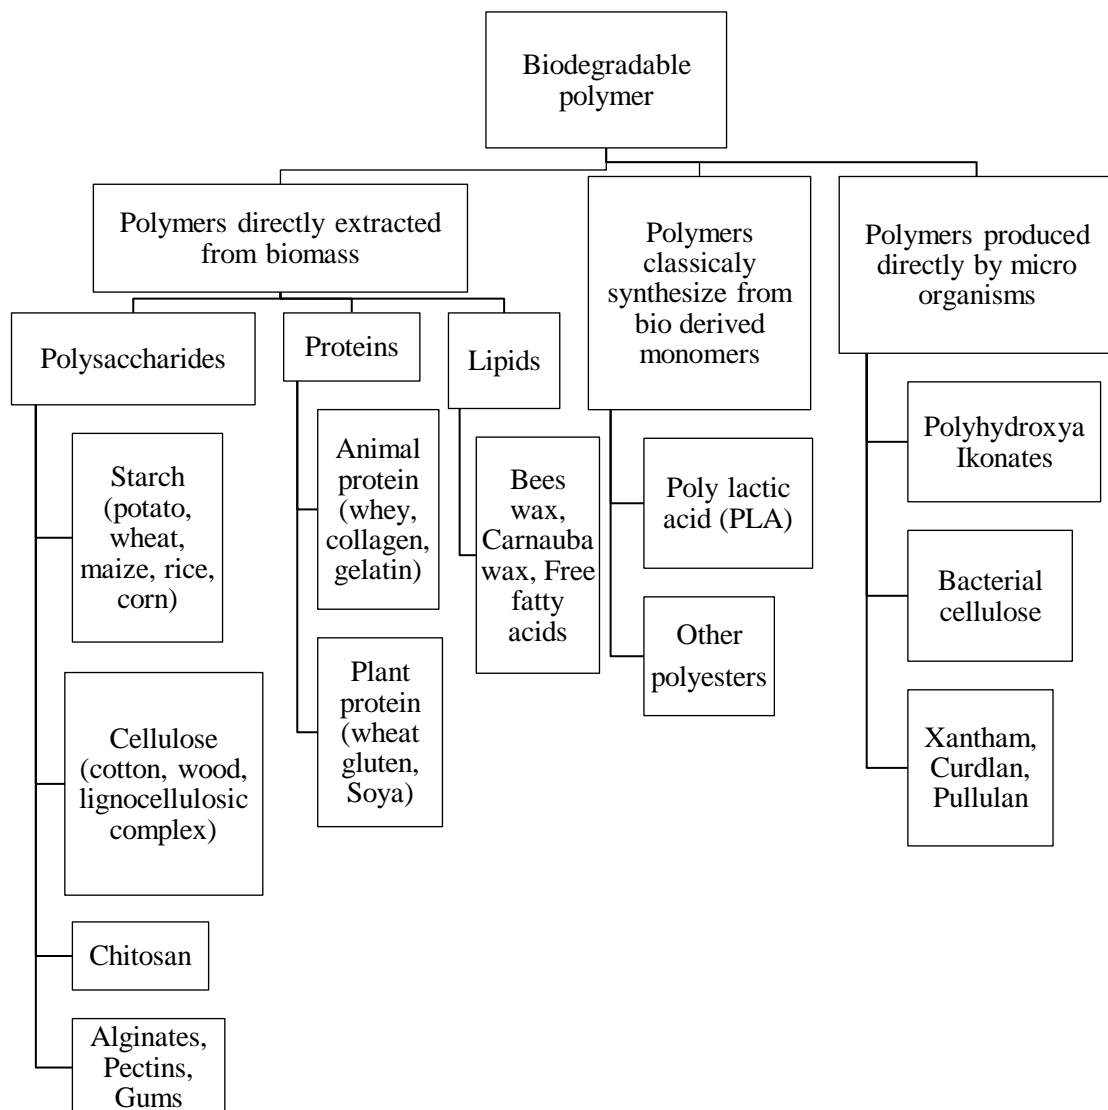 Biodegradable
polymer
Polymers directly extracted
from biomass
Polymers
classicaly
synthesize from
bio derived
monomers
Polymers produced
directly by micro
organisms
Polysaccharides
Proteins
Lipids
Starch
(potato,
wheat,
maize, rice,
corn)
Cellulose
(cotton, wood,
lignocellulosic
complex)
Chitosan
Alginates,
Pectins,
Gums
Animal
protein
(whey,
collagen,
gelatin)
Plant
protein
(wheat
gluten,
Soya)
Bees
wax,
Carnauba
wax, Free
fatty
acids
Poly lactic
acid (PLA)
Other
polyesters
Polyhydroxya
Ikonates
Bacterial
cellulose
Xantham,
Curdlan,
Pullulan